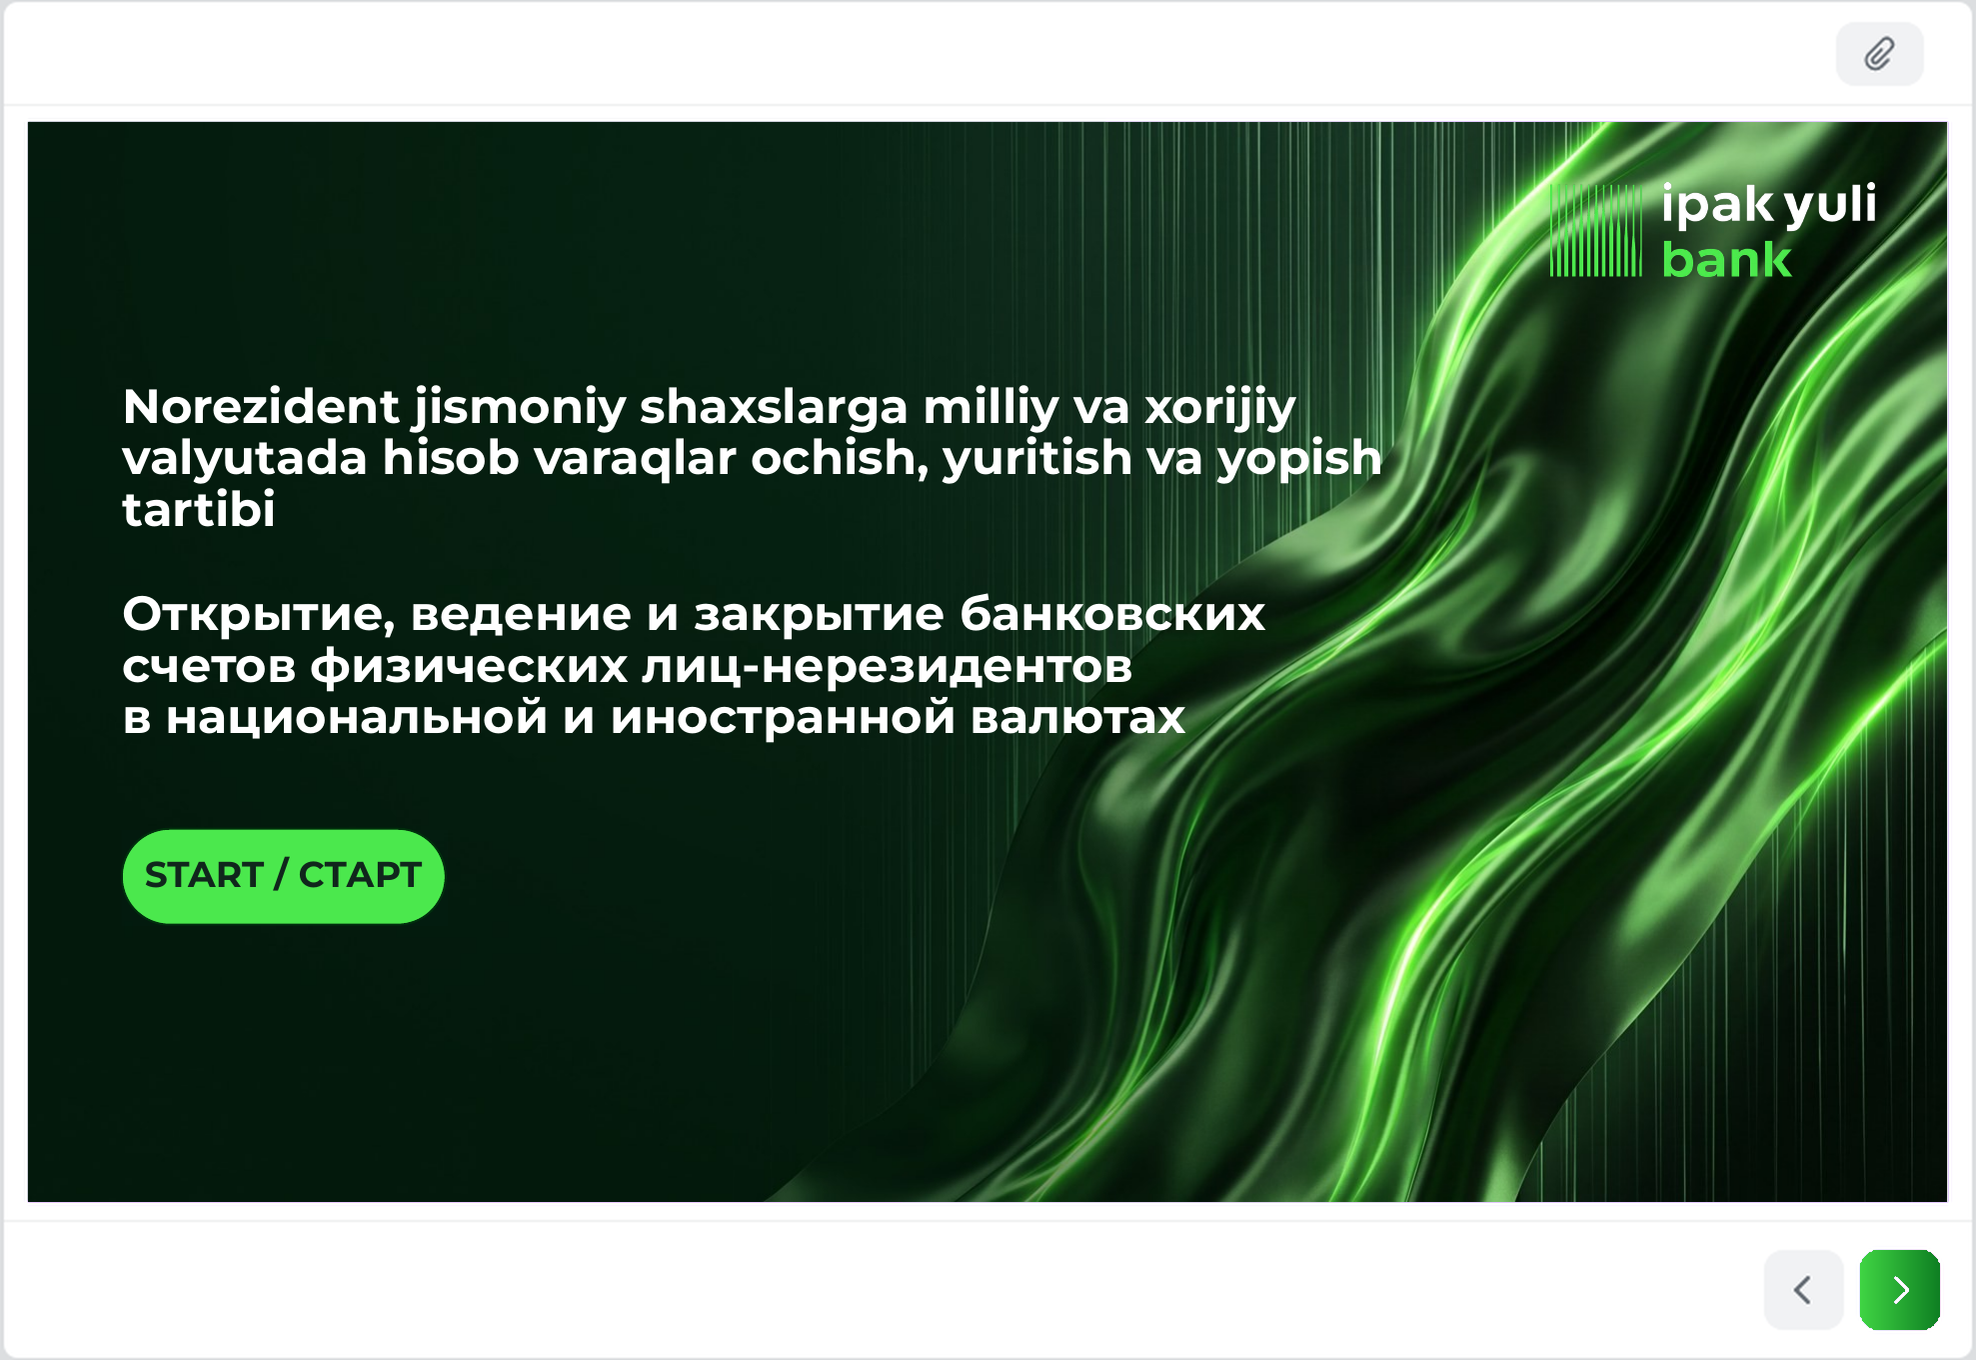 ipak yuli
bank
Norezident jismoniy shaxslarga milliy va xorijiy
valyutada hisob varaqlar ochish, yuritish va yopish
tartibi
Открытие, ведение и закрытие банковских
счетов физических лиц-нерезидентов
в национальной и иностранной валютах
START / СТАРТ